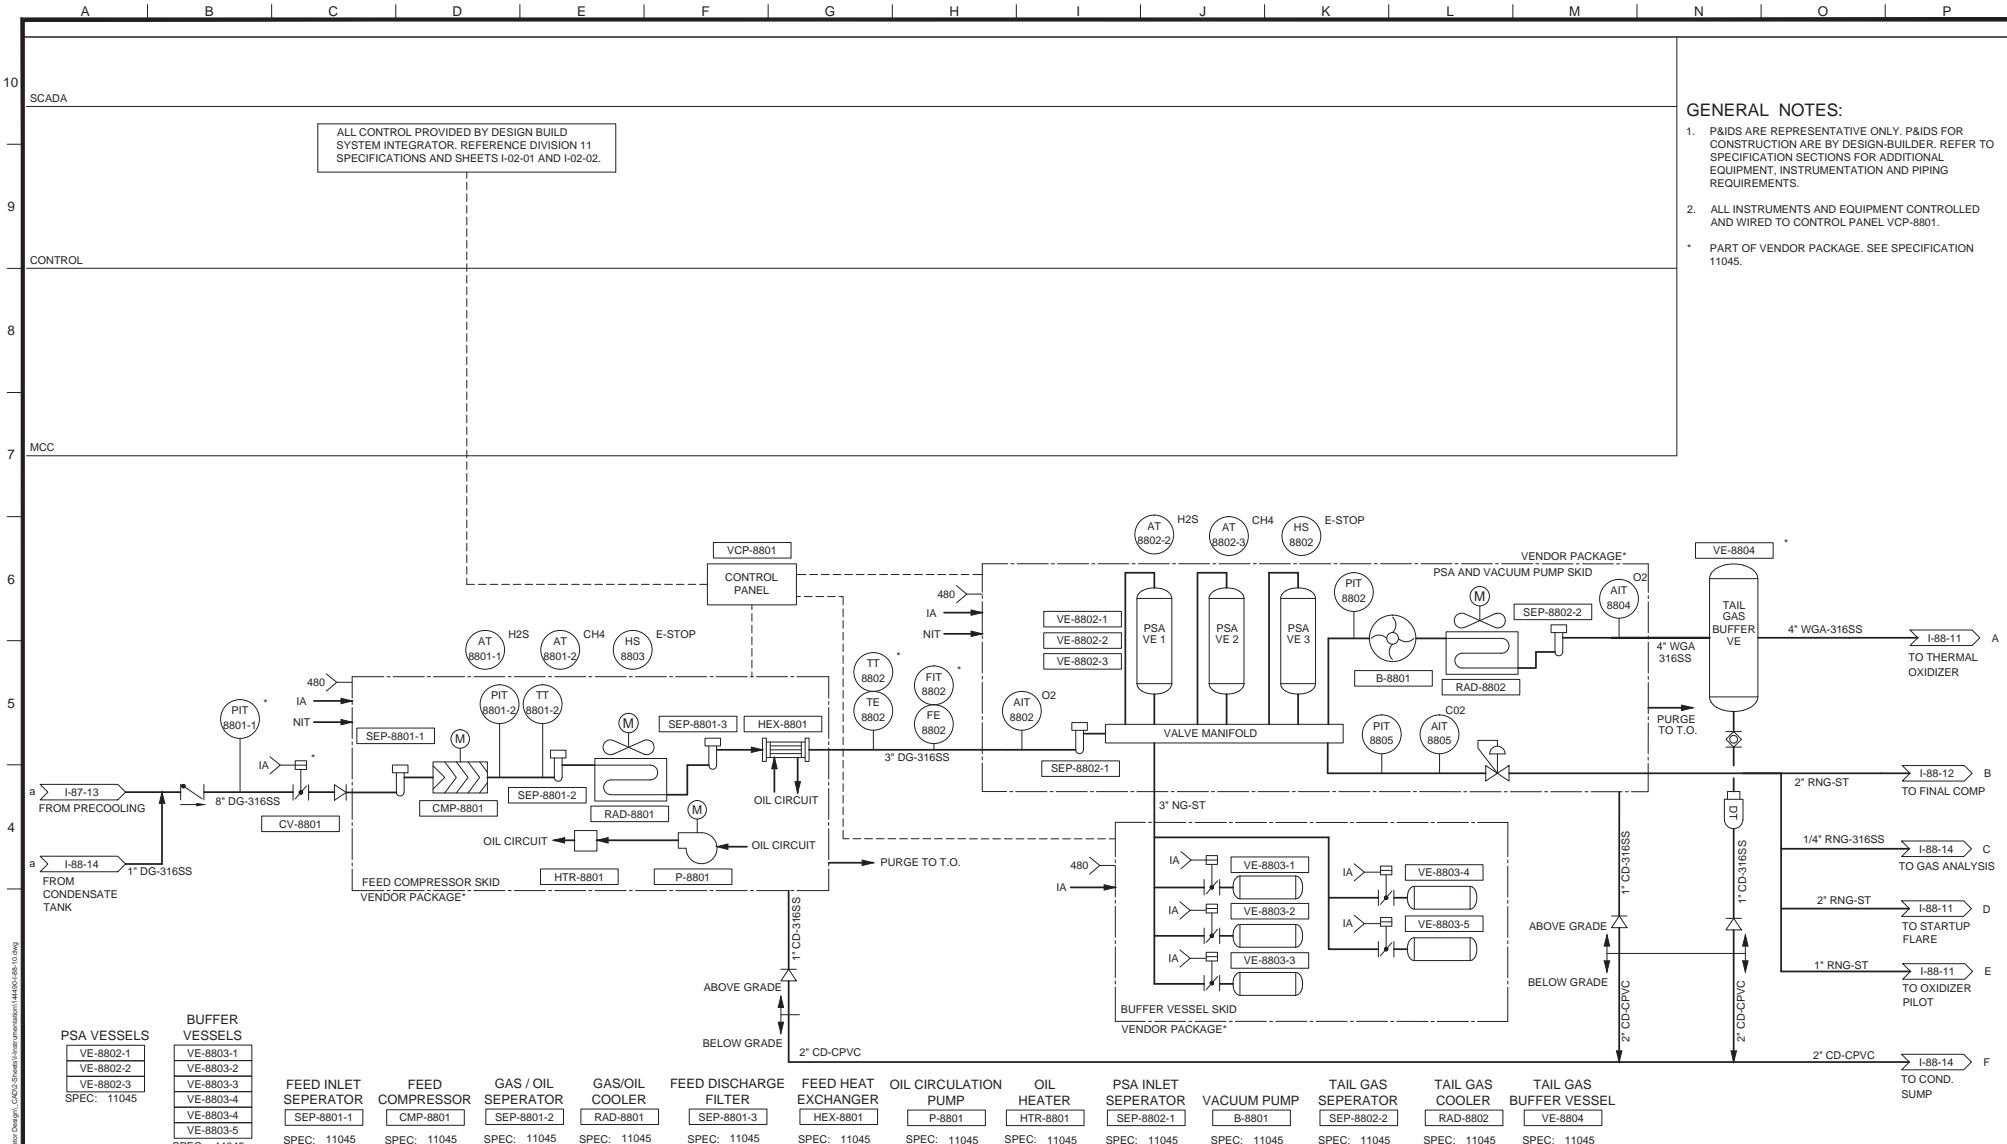 A B C D E F G H I J K L M N O P
10
9
8
7
6
5
4
SCADA
ALL CONTROL PROVIDED BY DESIGN BUILD
SYSTEM INTEGRATOR. REFERENCE DIVISION 11
SPECIFICATIONS AND SHEETS I-02-01 AND I-02-02.
CONTROL
MCC
GENERAL NOTES:
1. P&IDS ARE REPRESENTATIVE ONLY. P&IDS FOR
CONSTRUCTION ARE BY DESIGN-BUILDER. REFER TO
SPECIFICATION SECTIONS FOR ADDITIONAL
EQUIPMENT, INSTRUMENTATION AND PIPING
REQUIREMENTS.
2. ALL INSTRUMENTS AND EQUIPMENT CONTROLLED
AND WIRED TO CONTROL PANEL VCP-8801.
* PART OF VENDOR PACKAGE. SEE SPECIFICATION
11045.
VCP-8801
CONTROL
PANEL
AT
8801-1
H2S
AT
8801-2
CH4
HS
8803
E-STOP
480
IA
NIT
PIT
8801-1
*
IA
*
a
I-87-13
FROM PRECOOLING
8" DG-316SS
CV-8801
a
I-88-14
1" DG-316SS
FROM
CONDENSATE
TANK
SEP-8801-1
M
PIT
8801-2
TT
8801-2
CMP-8801
SEP-8801-2
M
RAD-8801
SEP-8801-3
HEX-8801
OIL CIRCUIT
OIL CIRCUIT
M
OIL CIRCUIT
HTR-8801
P-8801
FEED COMPRESSOR SKID
VENDOR PACKAGE*
PURGE TO T.O.
TT
8802
*
TE
8802
FIT
8802
*
FE
8802
3" DG-316SS
AT
8802-2
H2S
AT
8802-3
CH4
HS
8802
E-STOP
VENDOR PACKAGE*
PSA AND VACUUM PUMP SKID
480
IA
NIT
VE-8802-1
VE-8802-2
VE-8802-3
PSA
VE 1
PSA
VE 2
PSA
VE 3
AIT
8802
O2
VALVE MANIFOLD
SEP-8802-1
PIT
8802
B-8801
M
RAD-8802
SEP-8802-2
AIT
8804
O2
PIT
8805
AIT
8805
C02
VE-8804
*
TAIL
GAS
BUFFER
VE
4" WGA
316SS
PURGE
TO T.O.
4" WGA-316SS
I-88-11
A
TO THERMAL
OXIDIZER
2" RNG-ST
I-88-12
B
TO FINAL COMP
1/4" RNG-316SS
I-88-14
C
TO GAS ANALYSIS
2" RNG-ST
I-88-11
D
TO STARTUP
FLARE
1" RNG-ST
I-88-11
E
TO OXIDIZER
PILOT
2" CD-CPVC
I-88-14
F
TO COND.
SUMP
3" NG-ST
480
IA
IA
VE-8803-1
IA
VE-8803-2
IA
VE-8803-3
IA
VE-8803-4
IA
VE-8803-5
BUFFER VESSEL SKID
VENDOR PACKAGE*
DT
1" CD-316SS
1" CD-316SS
ABOVE GRADE
BELOW GRADE
2" CD-CPVC
2" CD-CPVC
1" CD-316SS
ABOVE GRADE
BELOW GRADE
2" CD-CPVC
PSA VESSELS
VE-8802-1
VE-8802-2
VE-8802-3
SPEC: 11045
BUFFER
VESSELS
VE-8803-1
VE-8803-2
VE-8803-3
VE-8803-4
VE-8803-4
VE-8803-5
SPEC: 11045
FEED INLET
SEPERATOR
SEP-8801-1
SPEC: 11045
FEED
COMPRESSOR
CMP-8801
SPEC: 11045
GAS / OIL
SEPERATOR
SEP-8801-2
SPEC: 11045
GAS/OIL
COOLER
RAD-8801
SPEC: 11045
FEED DISCHARGE
FILTER
SEP-8801-3
SPEC: 11045
FEED HEAT
EXCHANGER
HEX-8801
SPEC: 11045
OIL CIRCULATION
PUMP
P-8801
SPEC: 11045
OIL
HEATER
HTR-8801
SPEC: 11045
PSA INLET
SEPERATOR
SEP-8802-1
SPEC: 11045
VACUUM PUMP
B-8801
SPEC: 11045
TAIL GAS
SEPERATOR
SEP-8802-2
SPEC: 11045
TAIL GAS
COOLER
RAD-8802
SPEC: 11045
TAIL GAS
BUFFER VESSEL
VE-8804
SPEC: 11045